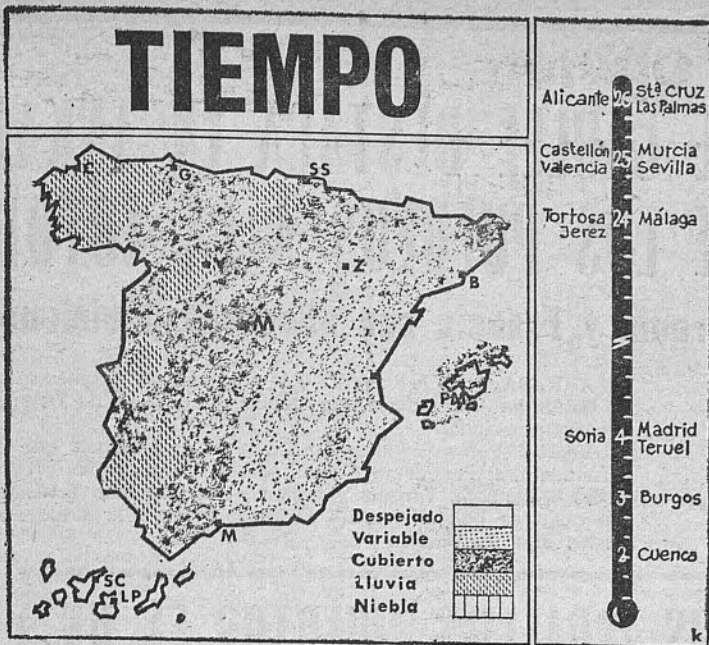 TIEMPO
C
G
SS
V
Z
B
M
PM
M
SC
LP
Despejado
Variable
Cubierto
Lluvia
Niebla
Alicante 26 Stª Cruz
Las Palmas
Castellón 25 Murcia
Valencia Sevilla
Tortosa 24 Málaga
Jerez
Soria 4 Madrid
Teruel
3 Burgos
2 Cuenca
k